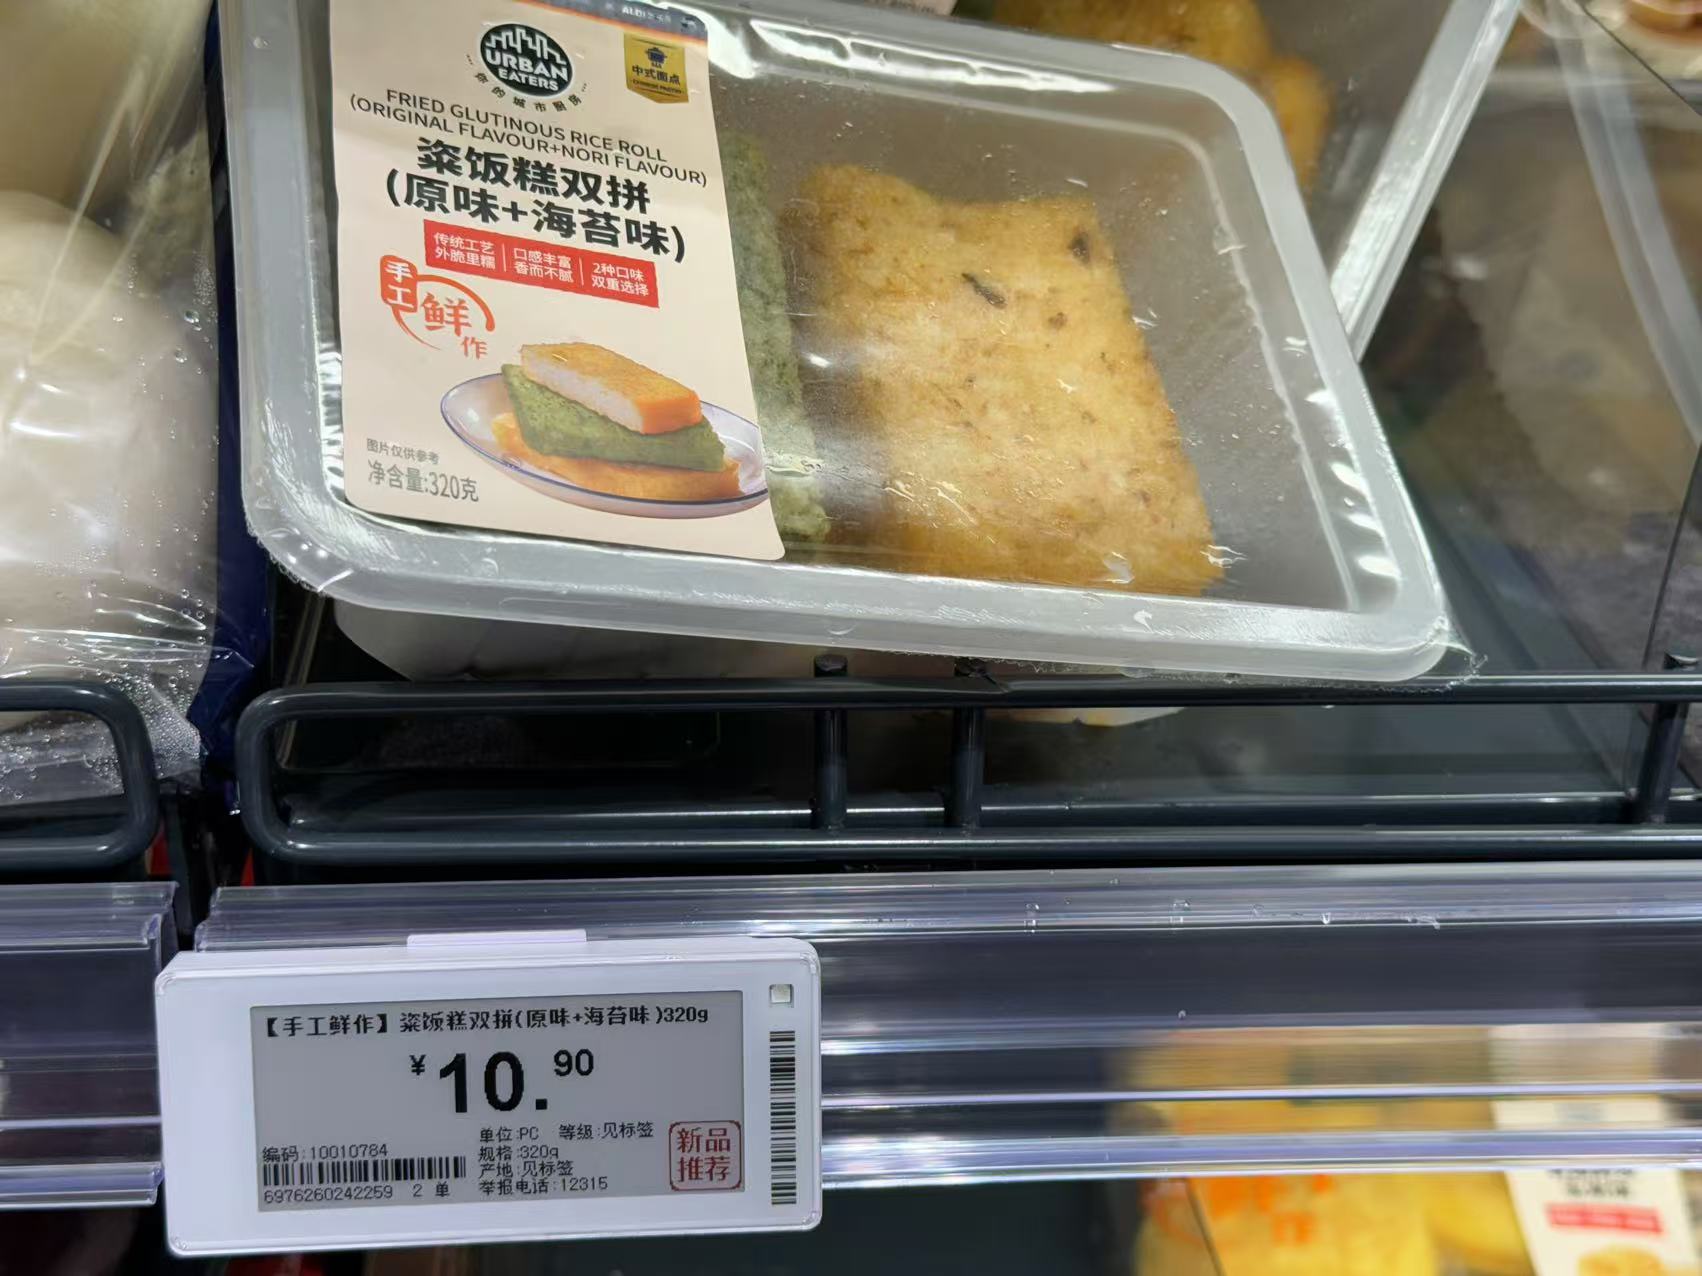 ALDI
URBAN
EATERS
你的城市厨房
中式面点
CHINESE PASTRY
FRIED GLUTINOUS RICE ROLL
(ORIGINAL FLAVOUR+NORI FLAVOUR)
粢饭糕双拼
(原味+海苔味)
传统工艺 口感丰富 2种口味
外脆里糯 香而不腻 双重选择
手工鲜作
图片仅供参考
净含量:320克
【手工鲜作】粢饭糕双拼(原味+海苔味)320g
¥10.90
单位:PC 等级:见标签
编码:10010784
规格:320g
产地:见标签
6976260242259 2单
举报电话:12315
新品
推荐